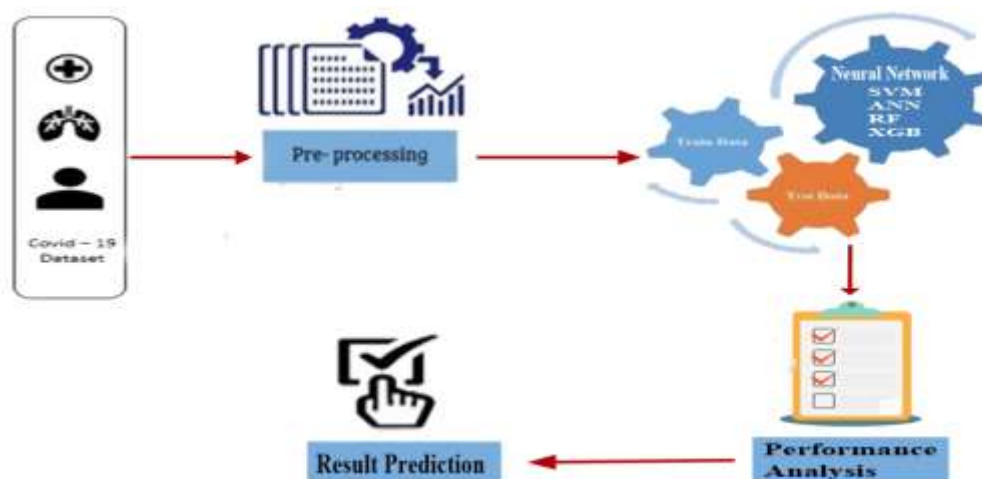 Covid – 19
Dataset
Pre- processing
Neural Network
SVM
ANN
RF
XGB
Train Data
Test Data
Performance
Analysis
Result Prediction